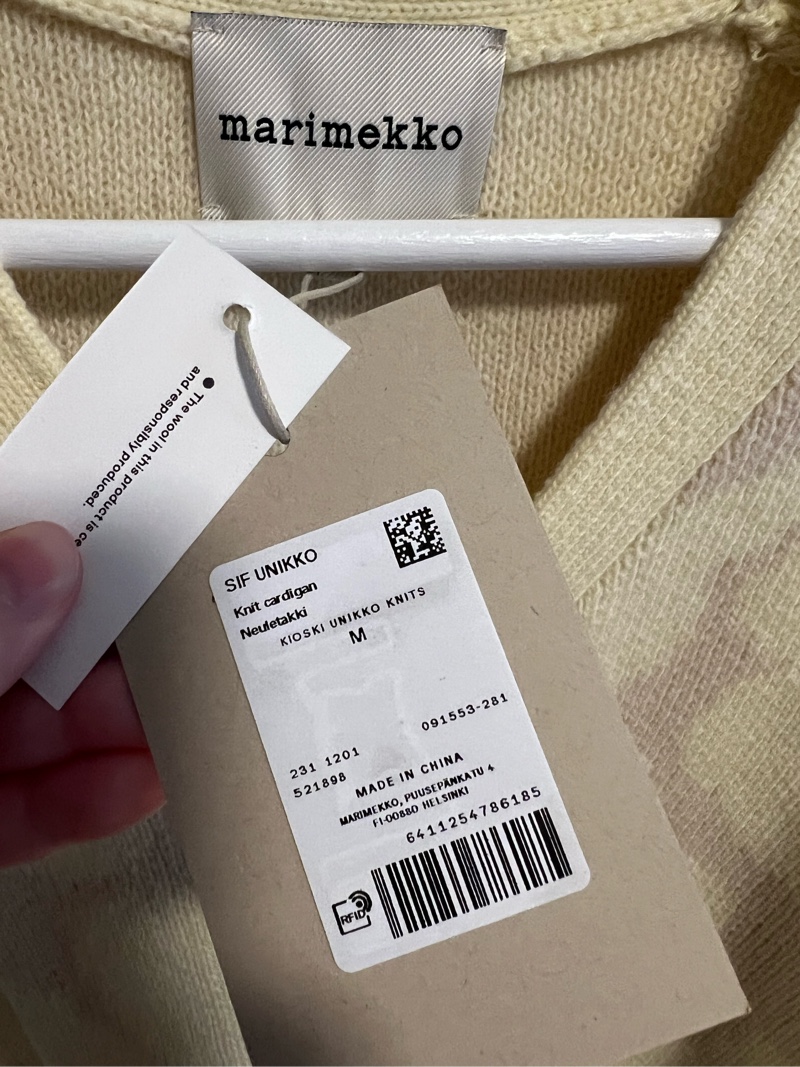 marimekko
● The wool in this product is
and responsibly produced.
SIF UNIKKO
Knit cardigan
Neuletakki
KIOSKI UNIKKO KNITS
M
091553-281
231 1201
521898
MADE IN CHINA
MARIMEKKO, PUUSEPÄNKATU 4
FI-00880 HELSINKI
6411254786185
RFID